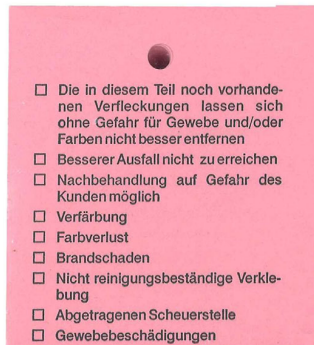 ☐ Die in diesem Teil noch vorhande-
nen Verfleckungen lassen sich
ohne Gefahr für Gewebe und/oder
Farben nicht besser entfernen
☐ Besserer Ausfall nicht zu erreichen
☐ Nachbehandlung auf Gefahr des
Kunden möglich
☐ Verfärbung
☐ Farbverlust
☐ Brandschaden
☐ Nicht reinigungsbeständige Verkle-
bung
☐ Abgetragenen Scheuerstelle
☐ Gewebebeschädigungen